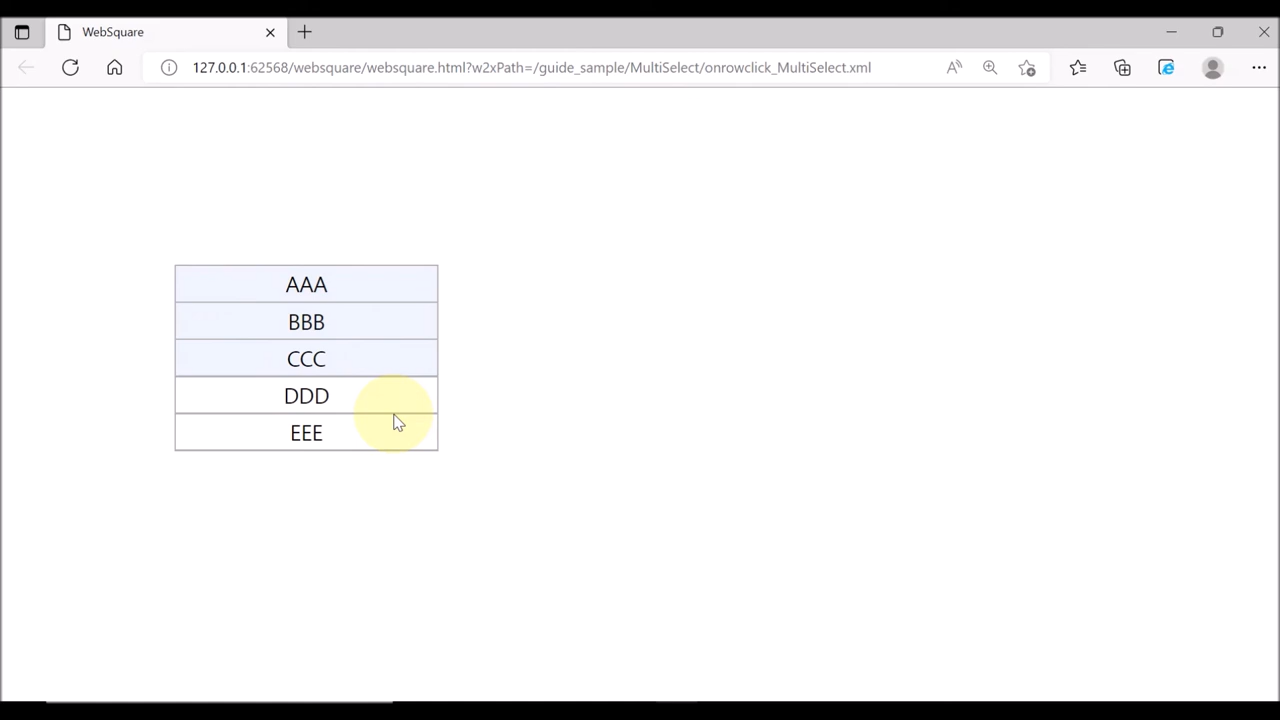 WebSquare
127.0.0.1:62568/websquare/websquare.html?w2xPath=/guide_sample/MultiSelect/onrowclick_MultiSelect.xml
AAA
BBB
CCC
DDD
EEE